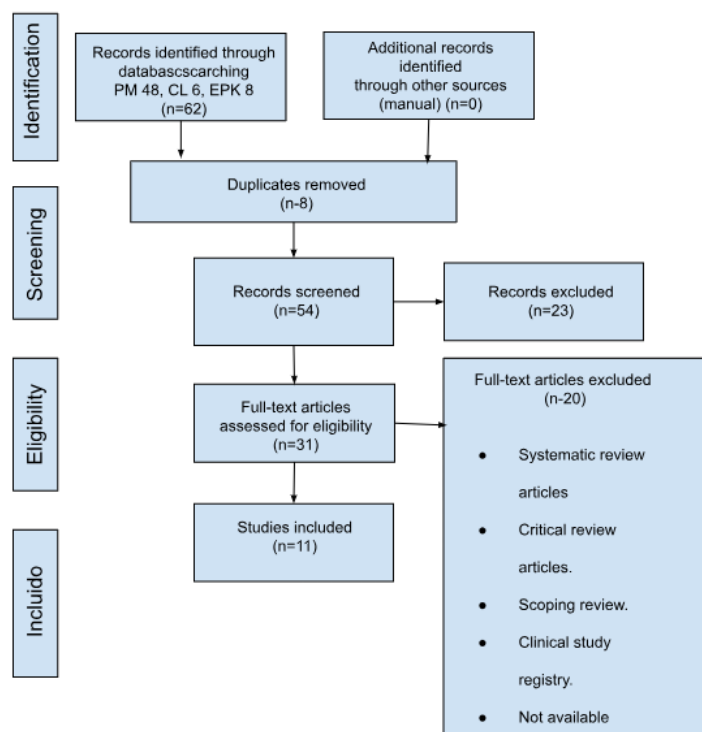 Identification
Records identified through
databascscarching
PM 48, CL 6, EPK 8
(n=62)
Additional records
identified
through other sources
(manual) (n=0)
Duplicates removed
(n-8)
Screening
Records screened
(n=54)
Records excluded
(n=23)
Eligibility
Full-text articles
assessed for eligibility
(n=31)
Full-text articles excluded
(n-20)
● Systematic review
articles
● Critical review
articles.
● Scoping review.
● Clinical study
registry.
● Not available
Incluido
Studies included
(n=11)